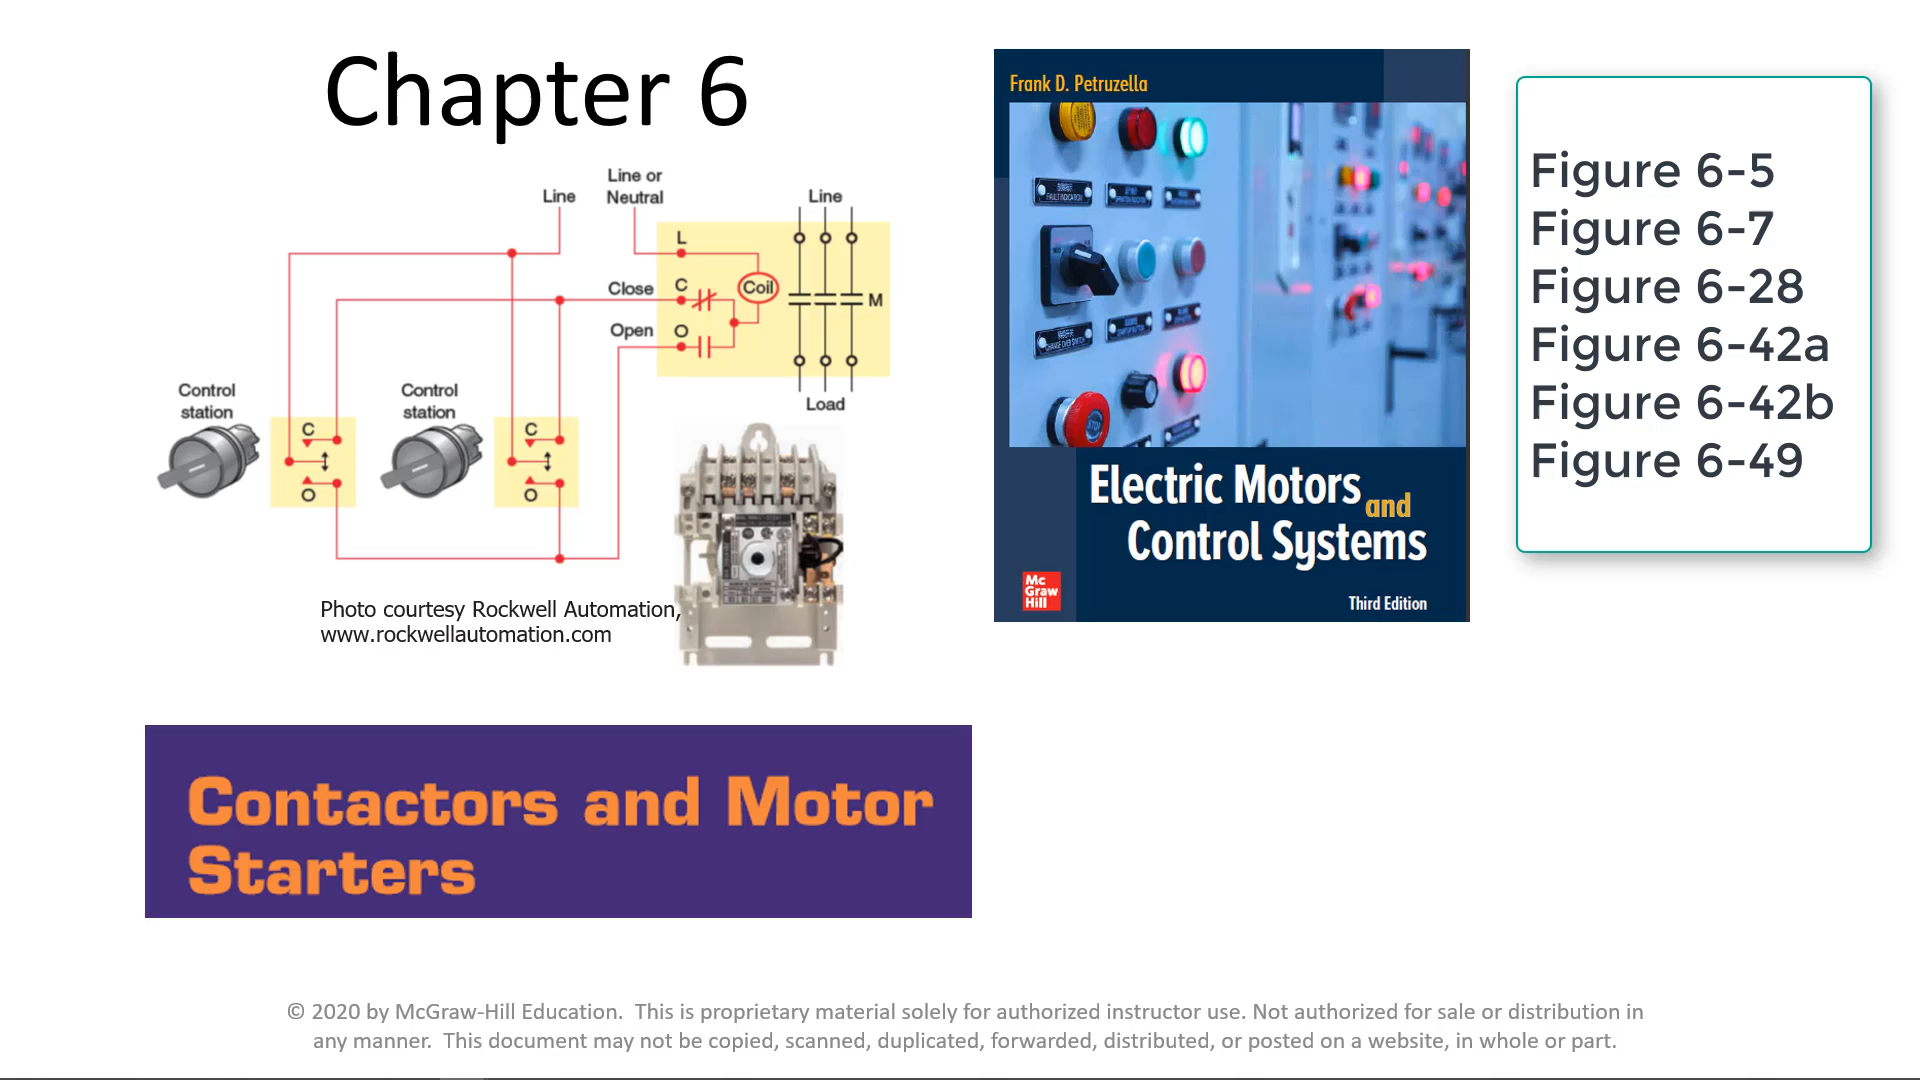 Chapter 6
Line
Line or
Neutral
Line
L
Close
C
Coil
M
Open
O
Load
Control
station
C
O
Control
station
C
O
Photo courtesy Rockwell Automation,
www.rockwellautomation.com
Contactors and Motor
Starters
Frank D. Petruzella
FAULT INDICATION
STOP
Electric Motors
and
Control Systems
Mc
Graw
Hill
Third Edition
Figure 6-5
Figure 6-7
Figure 6-28
Figure 6-42a
Figure 6-42b
Figure 6-49
© 2020 by McGraw-Hill Education.  This is proprietary material solely for authorized instructor use. Not authorized for sale or distribution in
any manner.  This document may not be copied, scanned, duplicated, forwarded, distributed, or posted on a website, in whole or part.